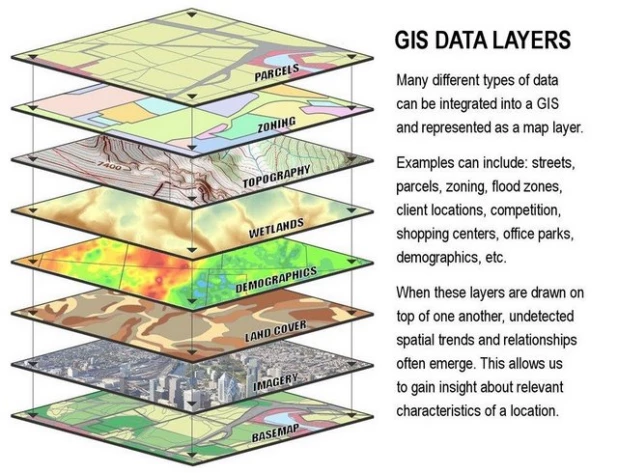 GIS DATA LAYERS
Many different types of data
can be integrated into a GIS
and represented as a map layer.
Examples can include: streets,
parcels, zoning, flood zones,
client locations, competition,
shopping centers, office parks,
demographics, etc.
When these layers are drawn on
top of one another, undetected
spatial trends and relationships
often emerge. This allows us
to gain insight about relevant
characteristics of a location.
PARCELS
ZONING
7400
TOPOGRAPHY
WETLANDS
DEMOGRAPHICS
LAND COVER
IMAGERY
BASEMAP